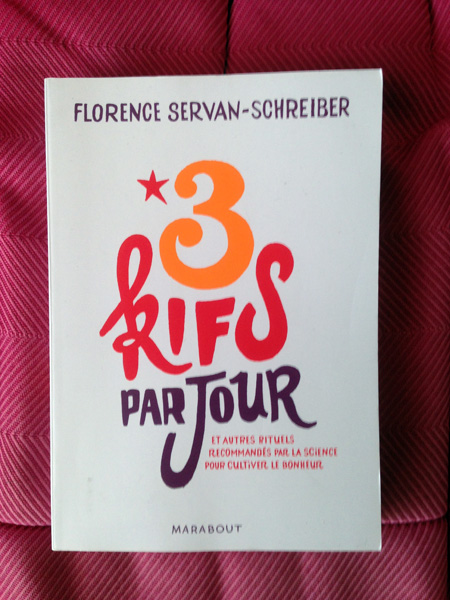 FLORENCE SERVAN-SCHREIBER
*3
KIFS
PAR JOUR
ET AUTRES RITUELS
RECOMMANDÉS PAR LA SCIENCE
POUR CULTIVER LE BONHEUR
MARABOUT